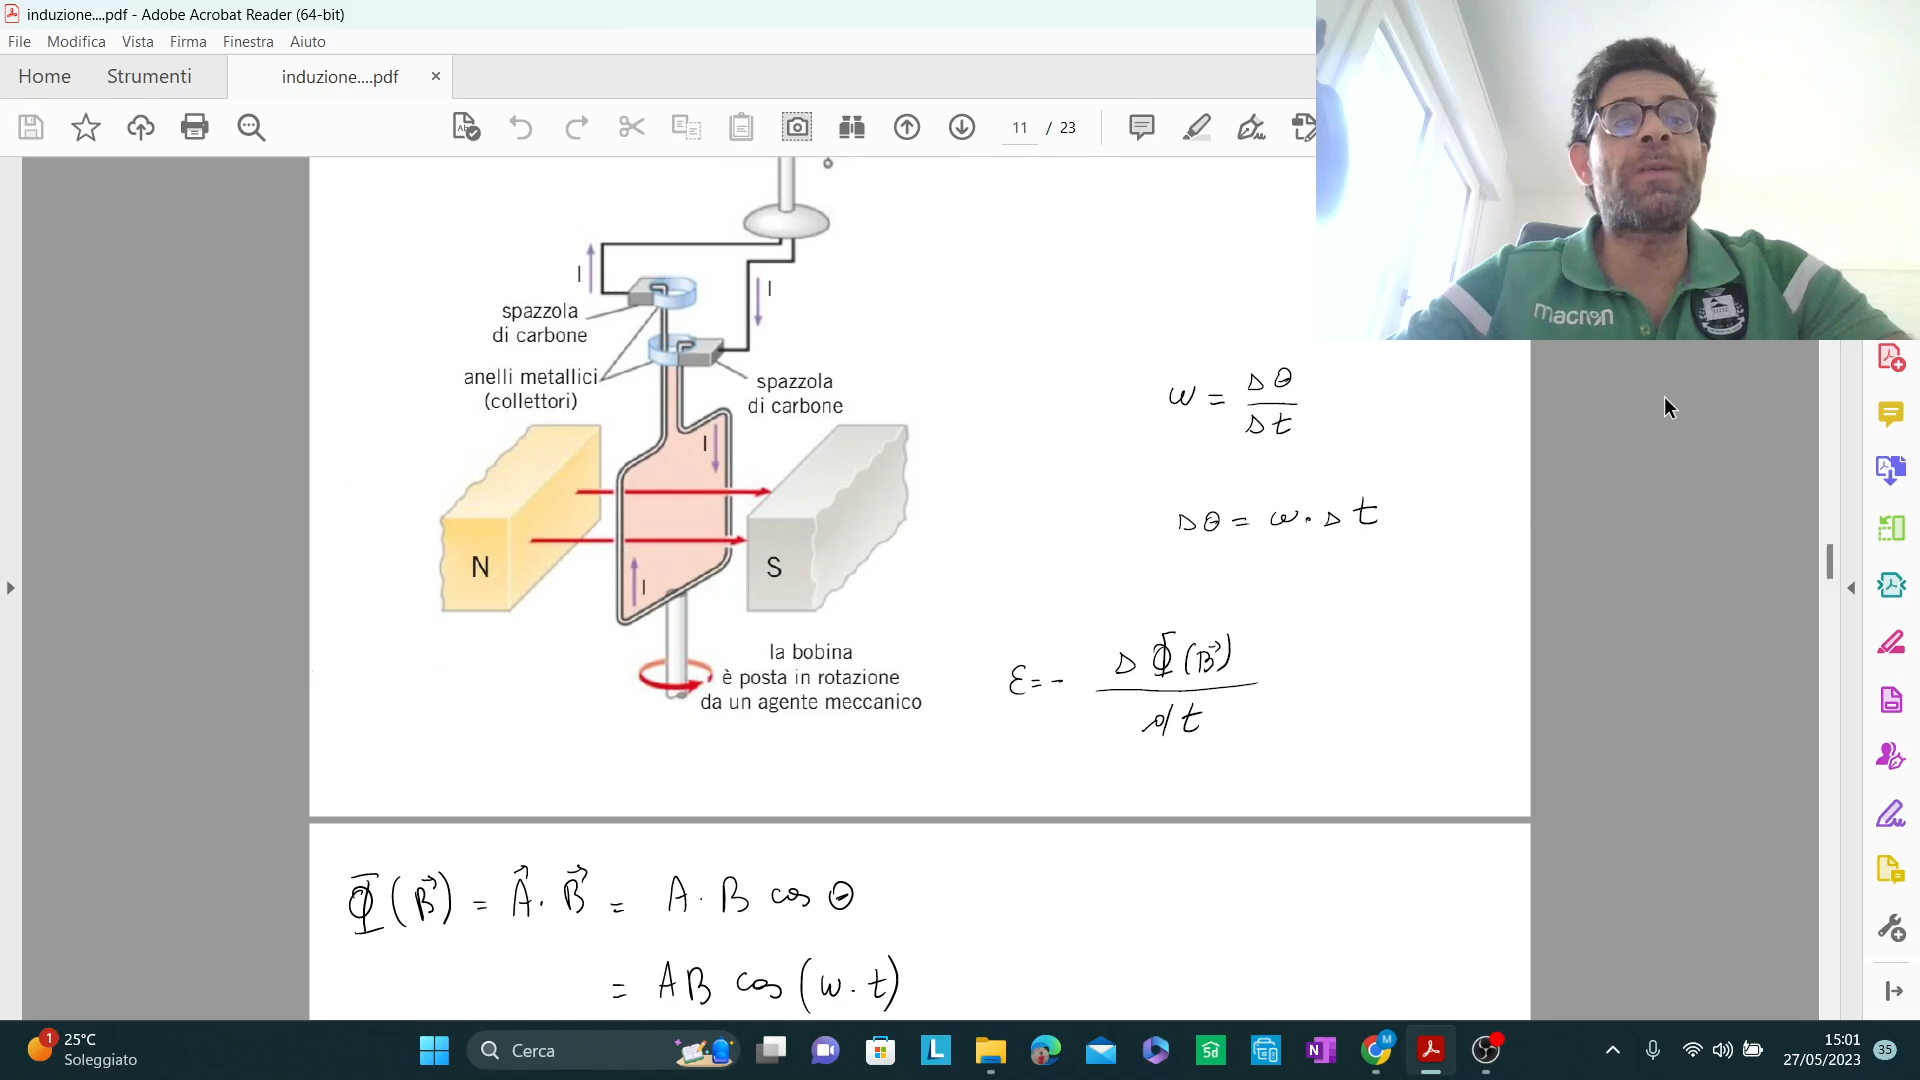 induzione....pdf - Adobe Acrobat Reader (64-bit)
File Modifica Vista Firma Finestra Aiuto
Home Strumenti induzione....pdf ×
11 / 23
macron
I
I
spazzola
di carbone
anelli metallici
(collettori)
spazzola
di carbone
I
N
S
I
la bobina
è posta in rotazione
da un agente meccanico
ω = Δθ / Δt
Δθ = ω · Δt
ε = - ΔΦ(B⃗) / Δt
Φ(B⃗) = A⃗ · B⃗ = A · B cos θ
= AB cos(ω · t)
1
25°C
Soleggiato
Cerca
15:01
27/05/2023
35